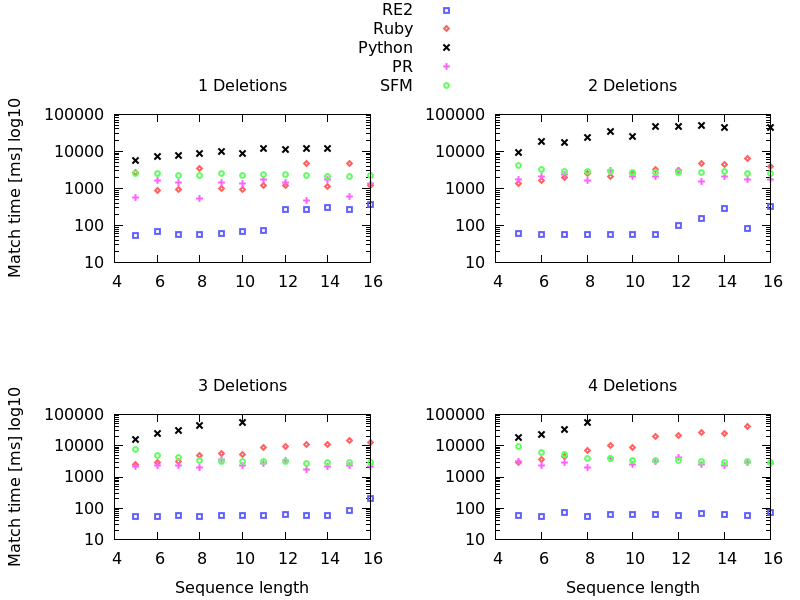 RE2
Ruby
Python
PR
SFM
1 Deletions
2 Deletions
Match time [ms] log10
100000
10000
1000
100
10
4 6 8 10 12 14 16
100000
10000
1000
100
10
4 6 8 10 12 14 16
3 Deletions
4 Deletions
Match time [ms] log10
100000
10000
1000
100
10
4 6 8 10 12 14 16
Sequence length
100000
10000
1000
100
10
4 6 8 10 12 14 16
Sequence length